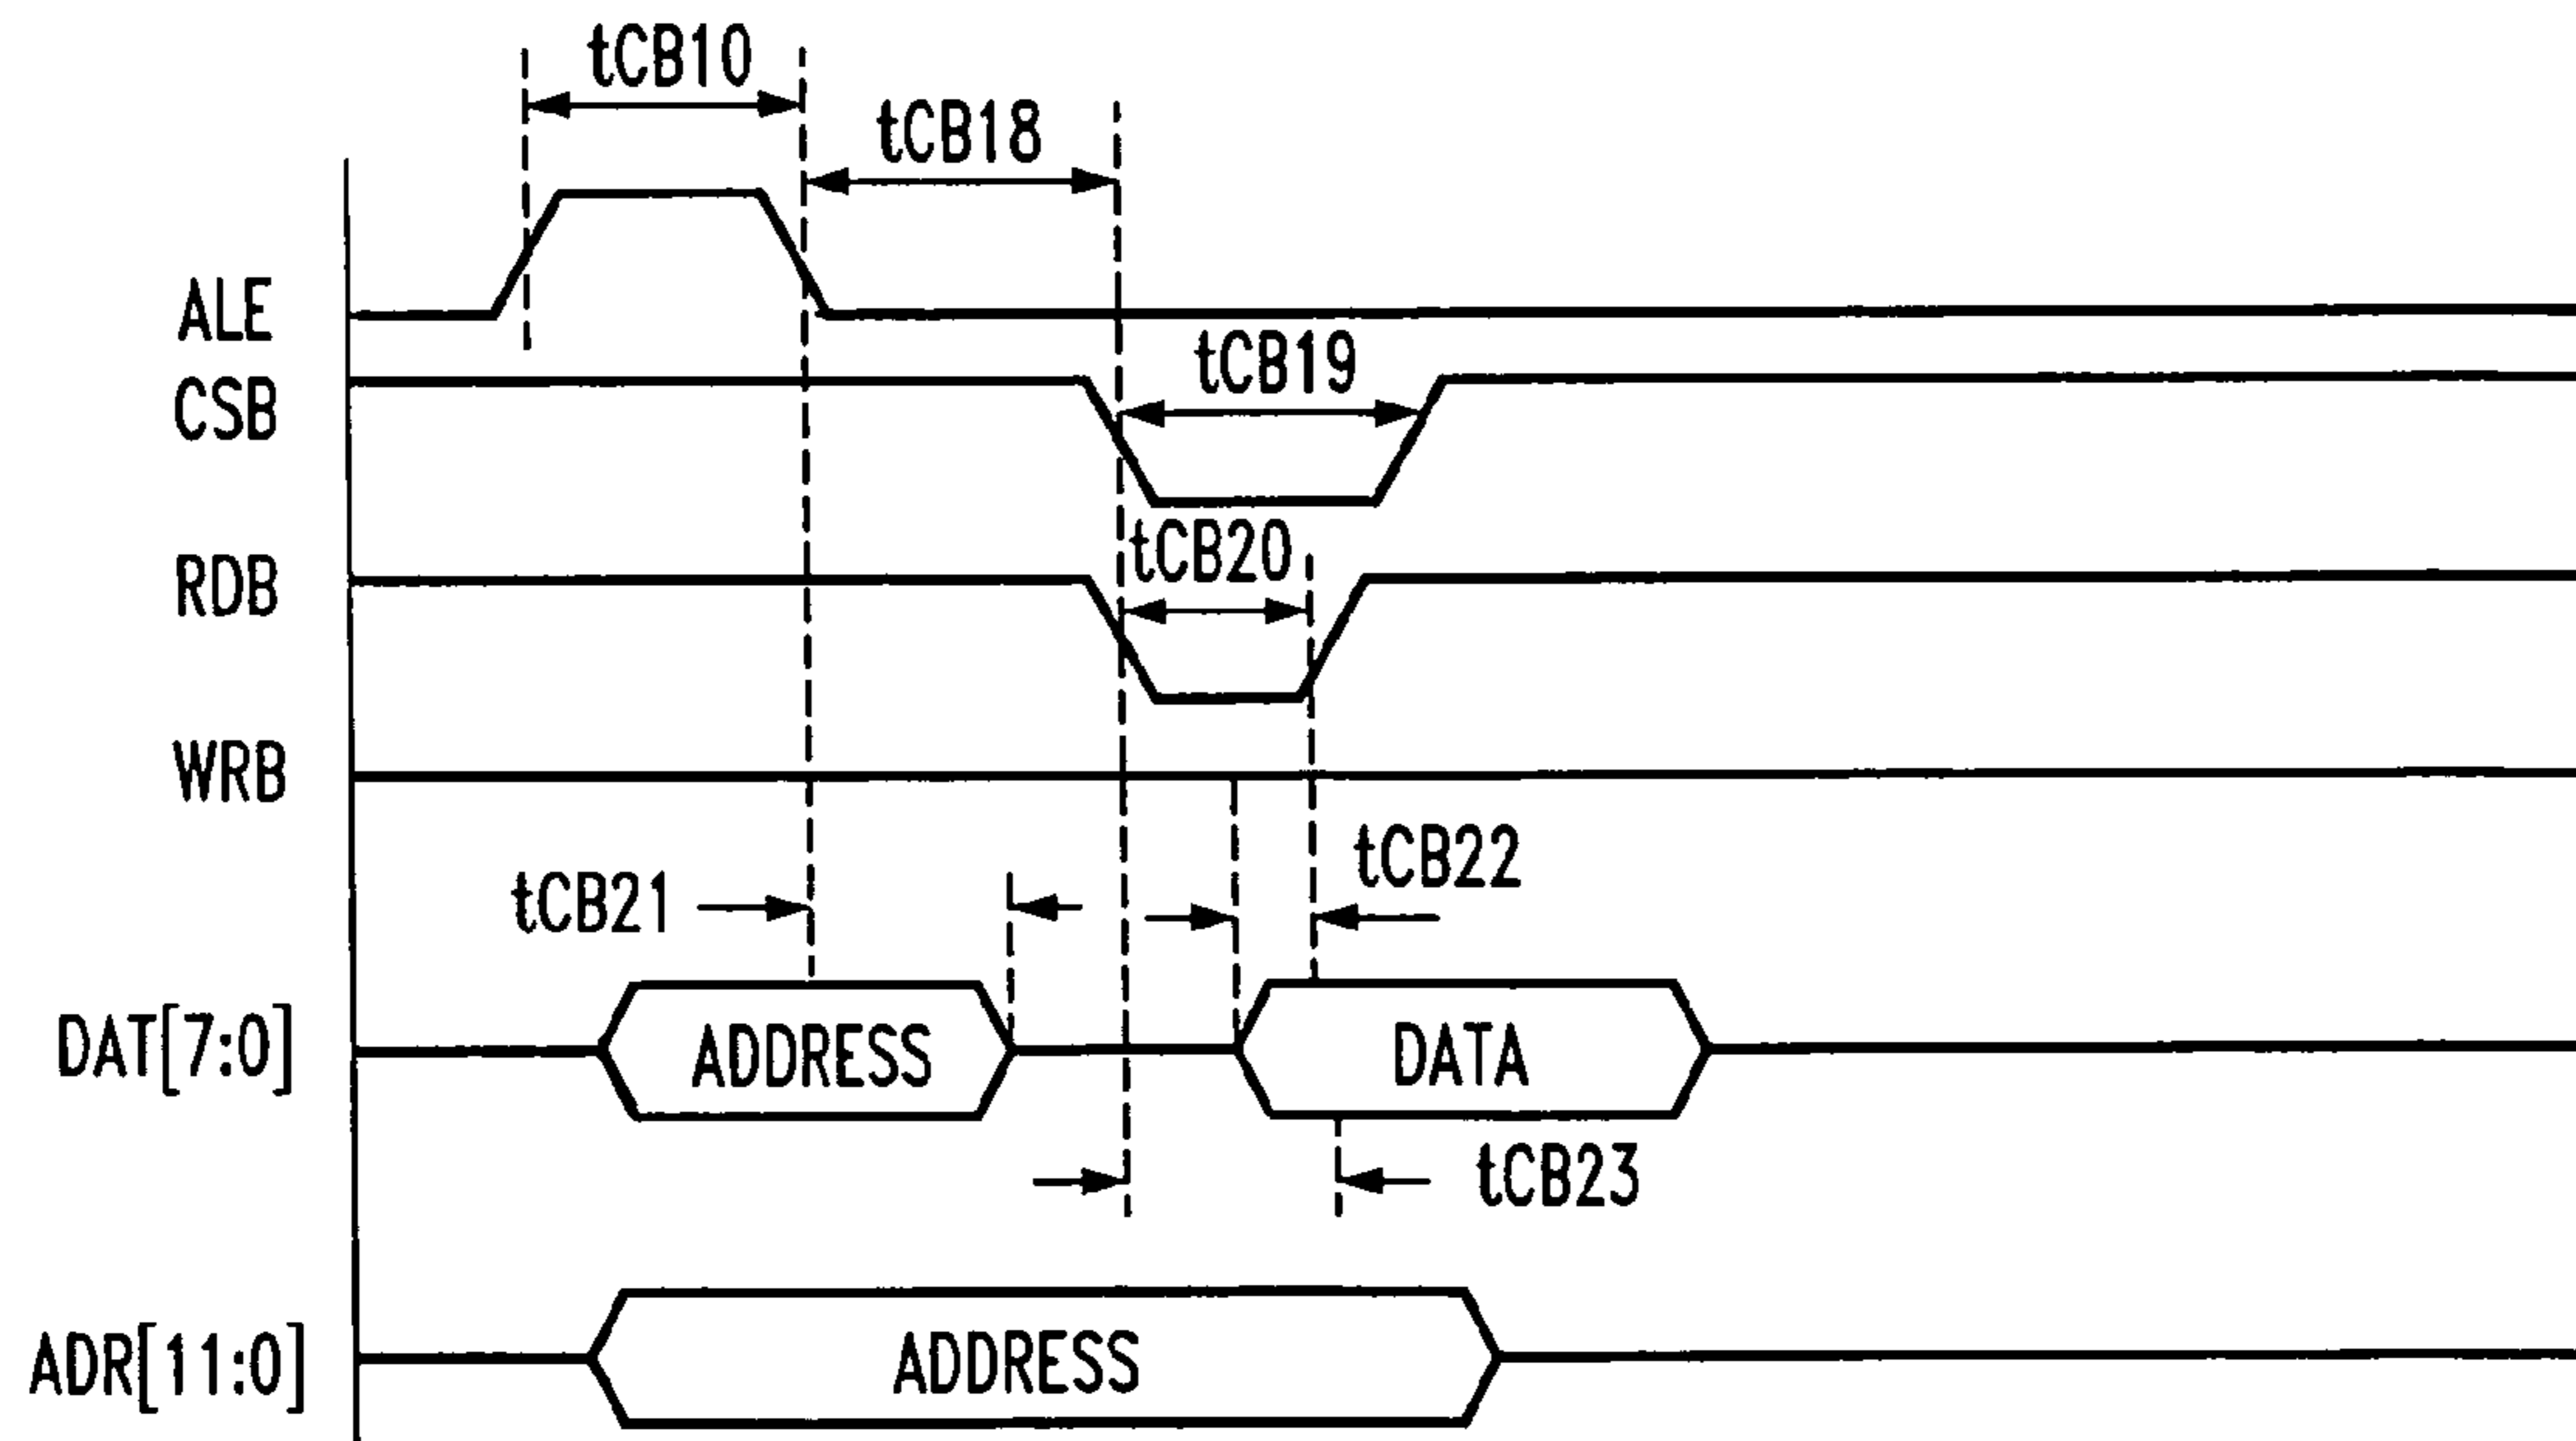 tCB10
tCB18
ALE
tCB19
CSB
tCB20
RDB
WRB
tCB22
tCB21
DAT[7:0]
ADDRESS
DATA
tCB23
ADR[11:0]
ADDRESS